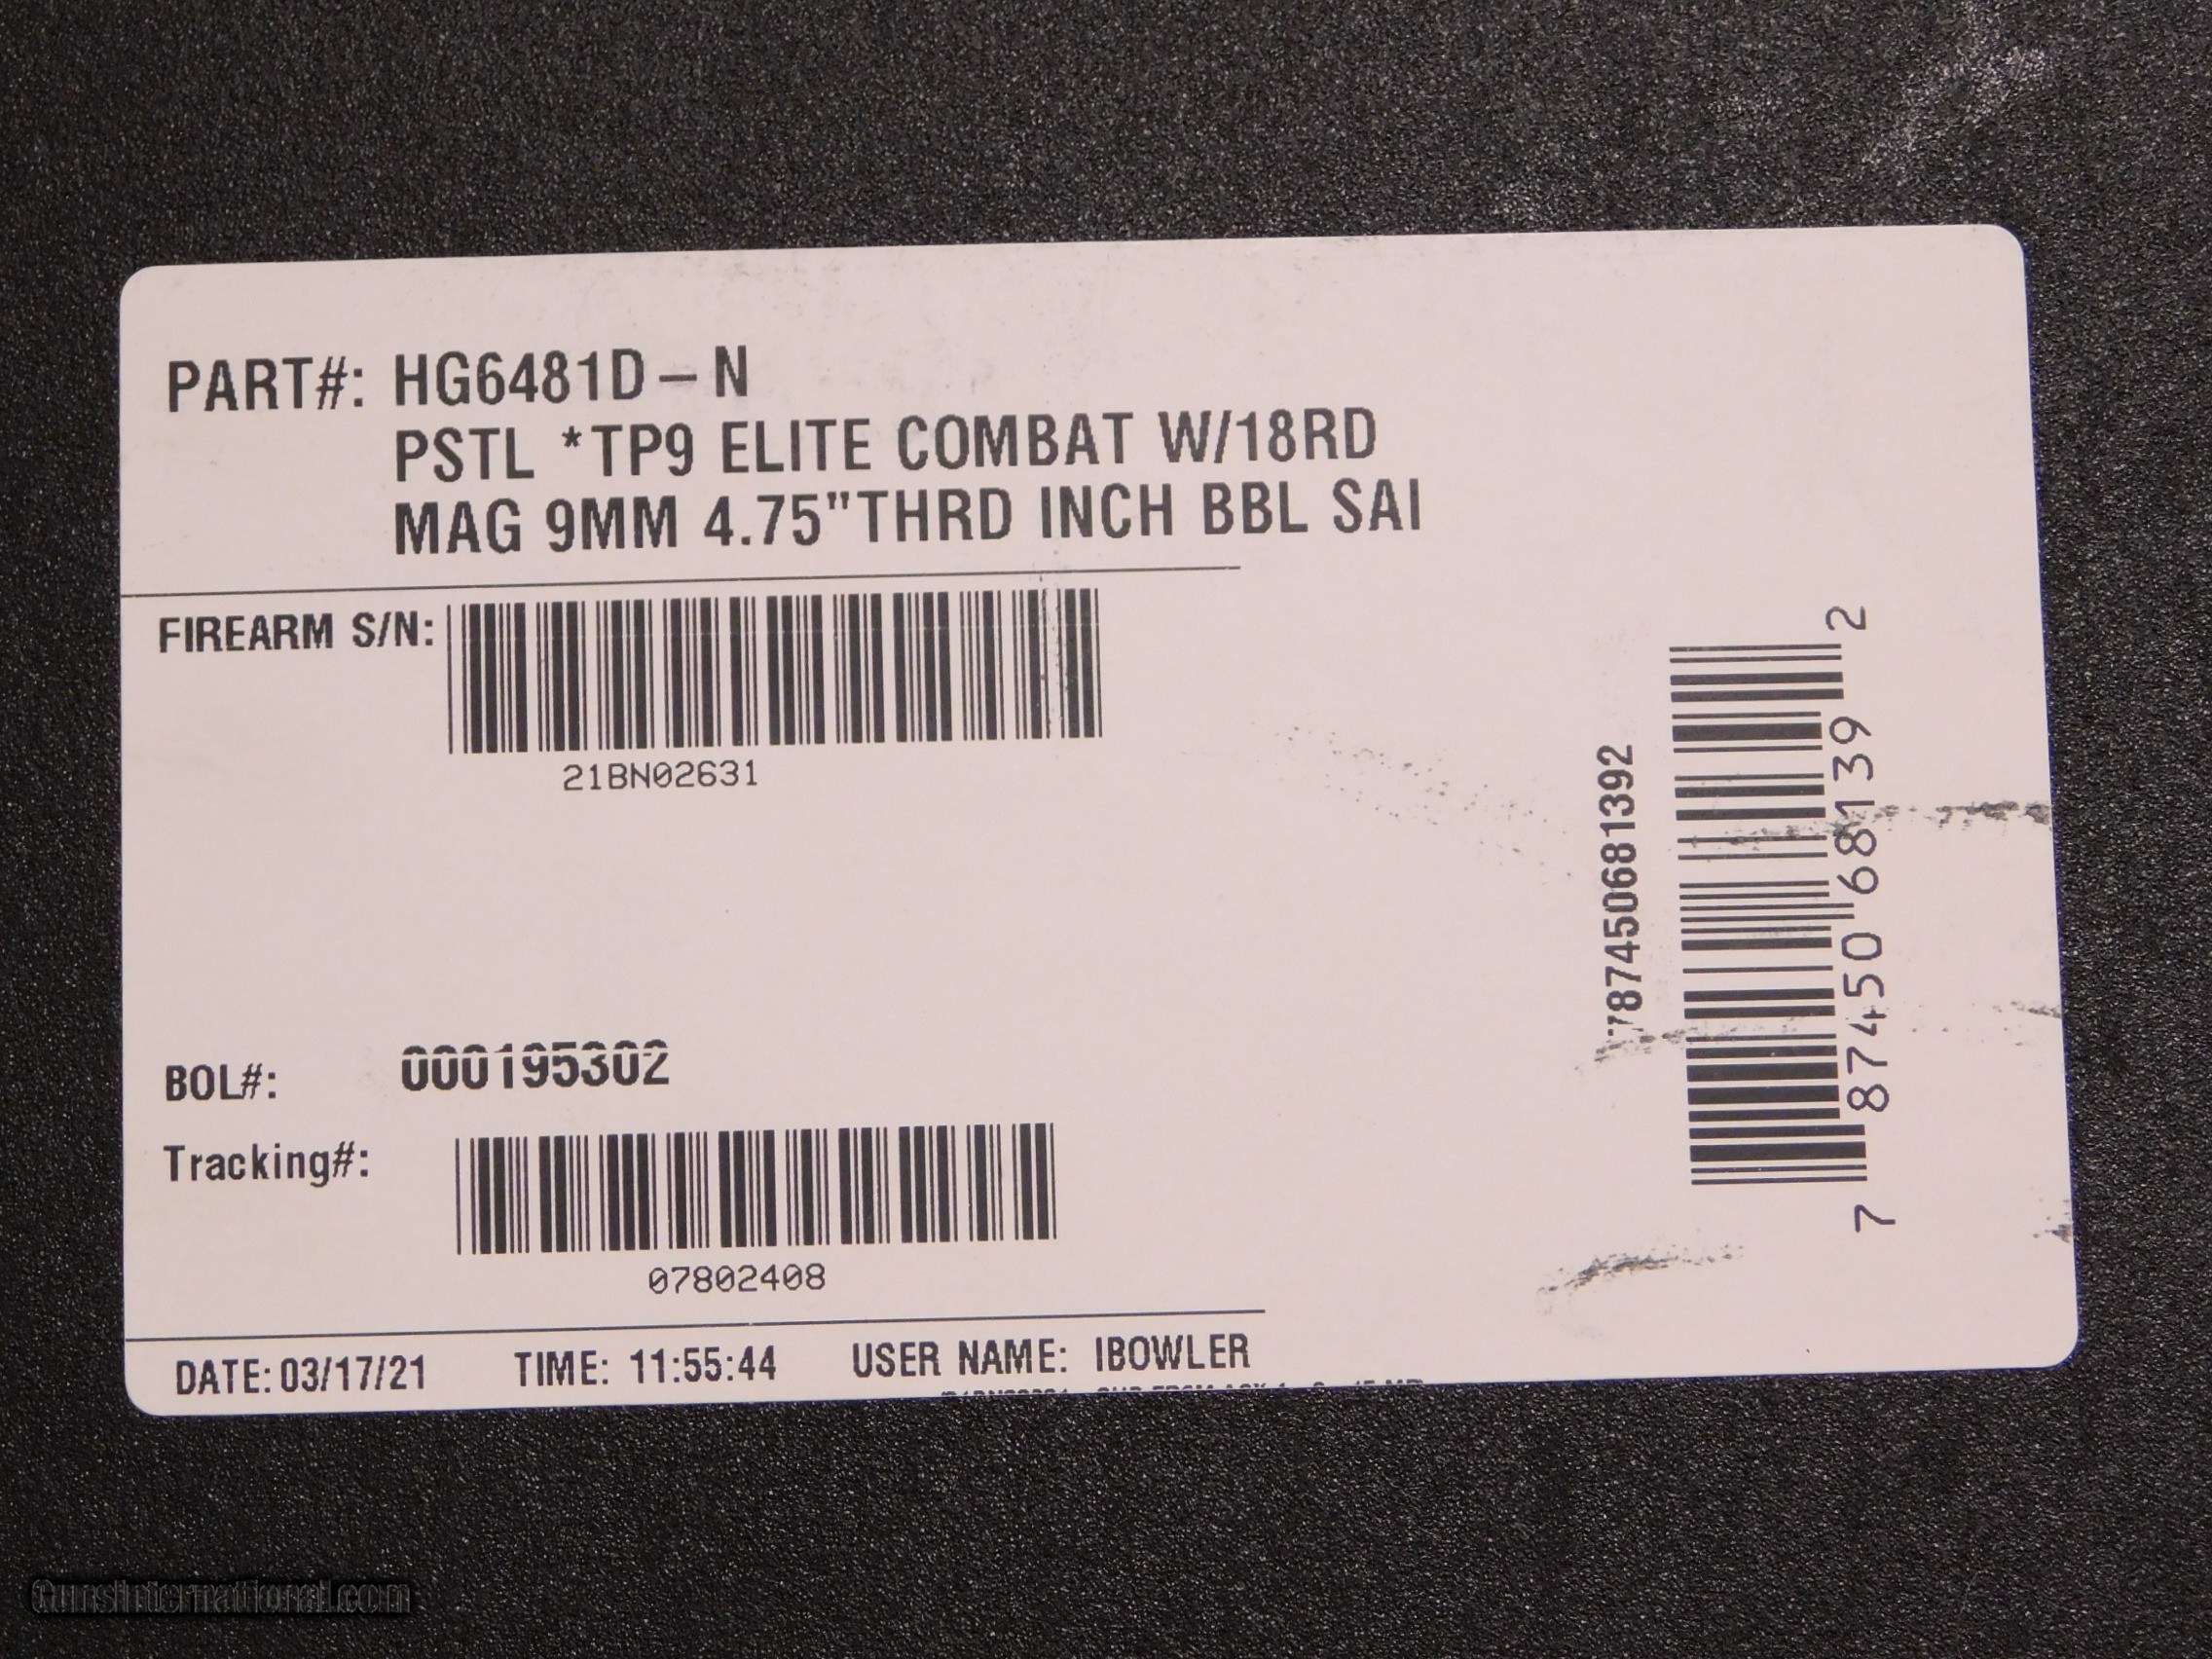 PART#: HG6481D-N
PSTL *TP9 ELITE COMBAT W/18RD
MAG 9MM 4.75"THRD INCH BBL SAI
FIREARM S/N:
21BN02631
BOL#: 000195302
Tracking#:
07802408
DATE: 03/17/21 TIME: 11:55:44 USER NAME: IBOWLER
787450681392
7 87450 68139 2
GunsInternational.com